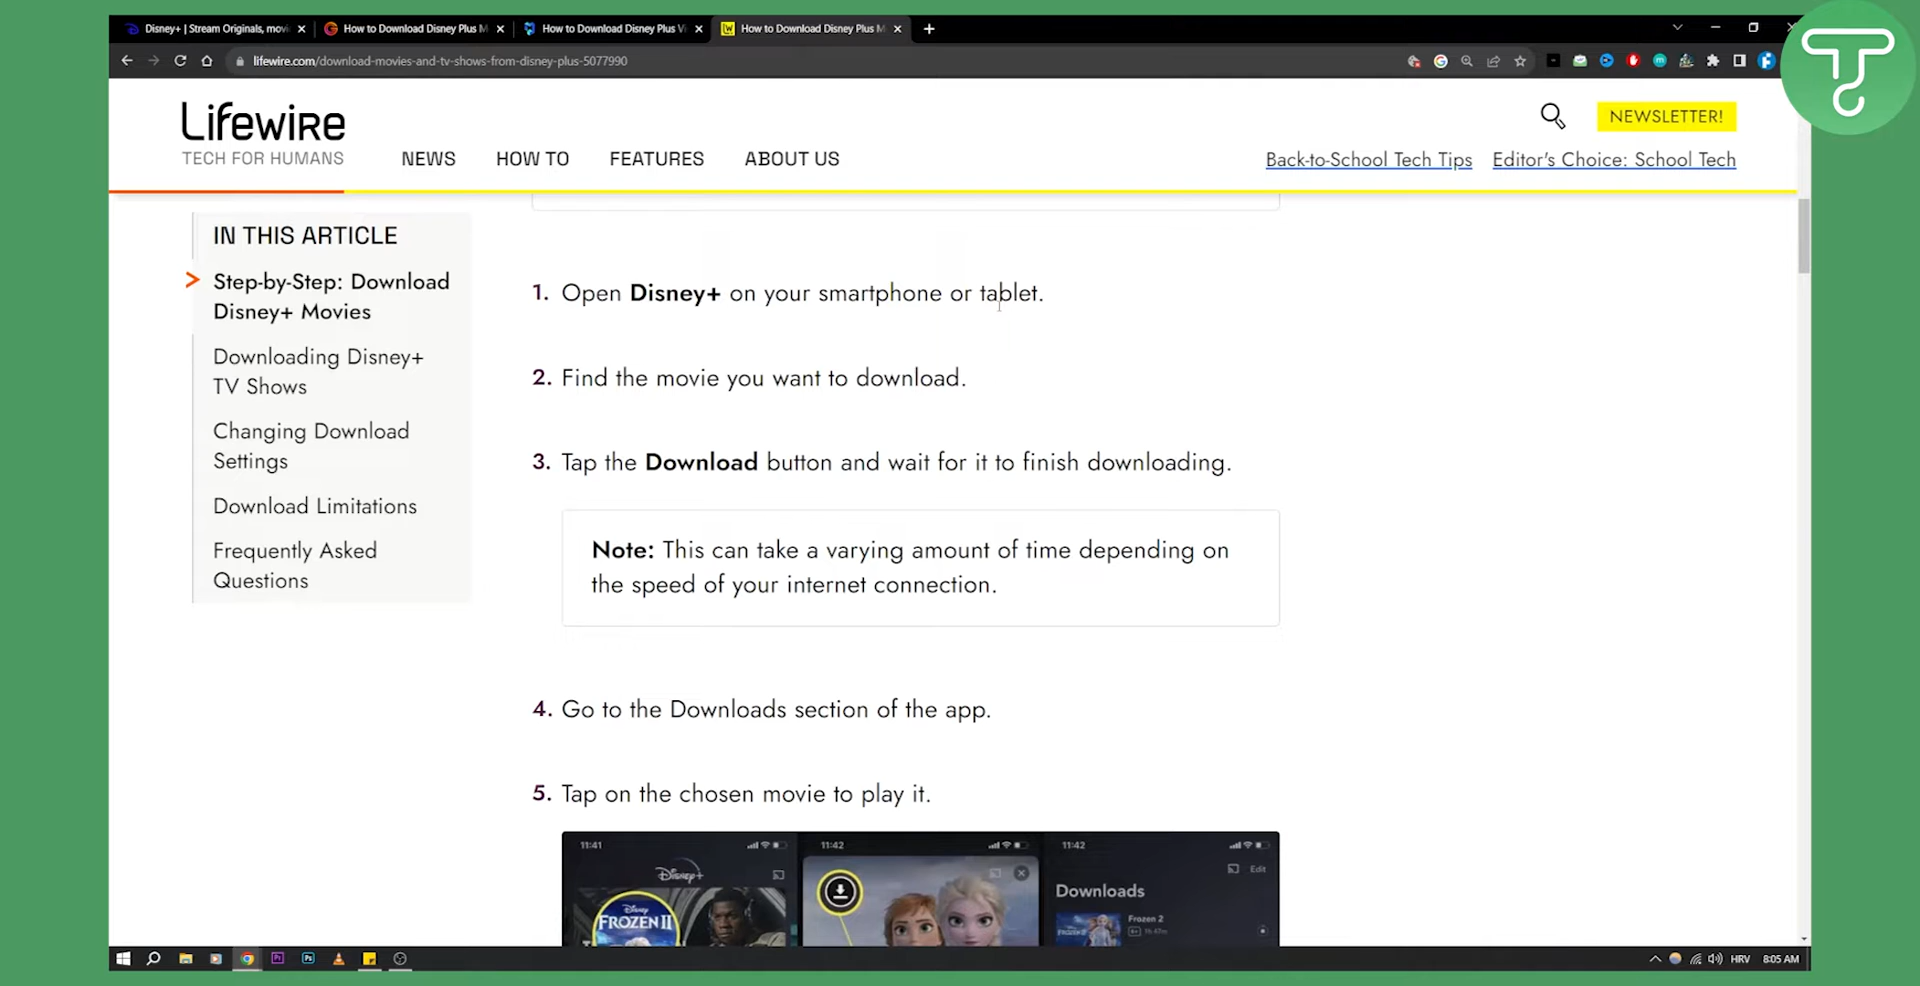 Disney+ | Stream Originals, movi
How to Download Disney Plus M
How to Download Disney Plus Vi
How to Download Disney Plus M
lifewire.com/download-movies-and-tv-shows-from-disney-plus-5077990
Lifewire
TECH FOR HUMANS
NEWS
HOW TO
FEATURES
ABOUT US
NEWSLETTER!
Back-to-School Tech Tips
Editor's Choice: School Tech
IN THIS ARTICLE
Step-by-Step: Download
Disney+ Movies
Downloading Disney+
TV Shows
Changing Download
Settings
Download Limitations
Frequently Asked
Questions
1. Open Disney+ on your smartphone or tablet.
2. Find the movie you want to download.
3. Tap the Download button and wait for it to finish downloading.
Note: This can take a varying amount of time depending on
the speed of your internet connection.
4. Go to the Downloads section of the app.
5. Tap on the chosen movie to play it.
11:41
Disney+
Disney
FROZEN II
11:42
11:42
Edit
Downloads
Frozen 2
1h 47m
HRV
8:05 AM